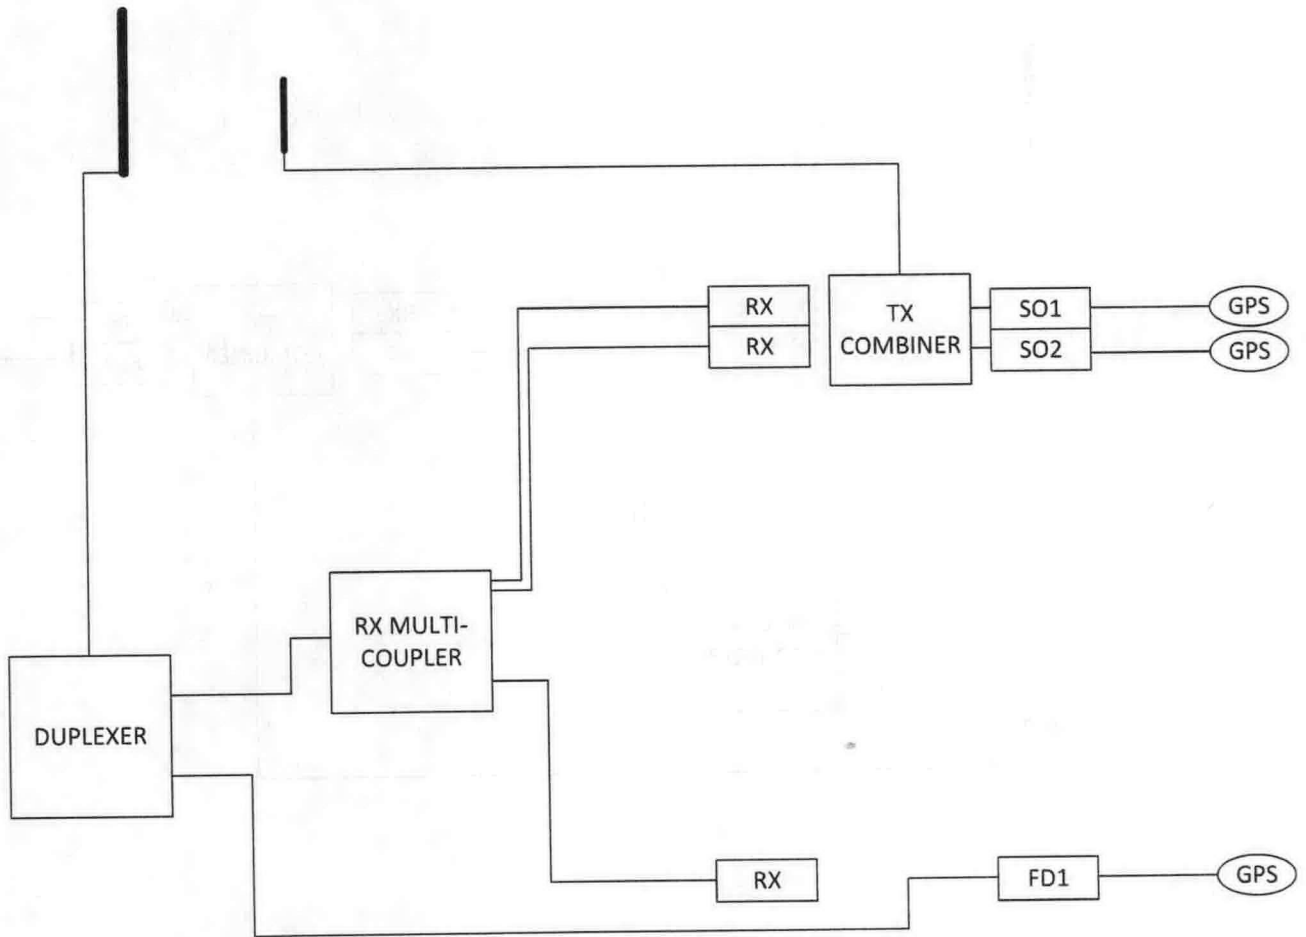 RX
RX
TX
COMBINER
SO1
SO2
GPS
GPS
RX MULTI-
COUPLER
DUPLEXER
RX
FD1
GPS